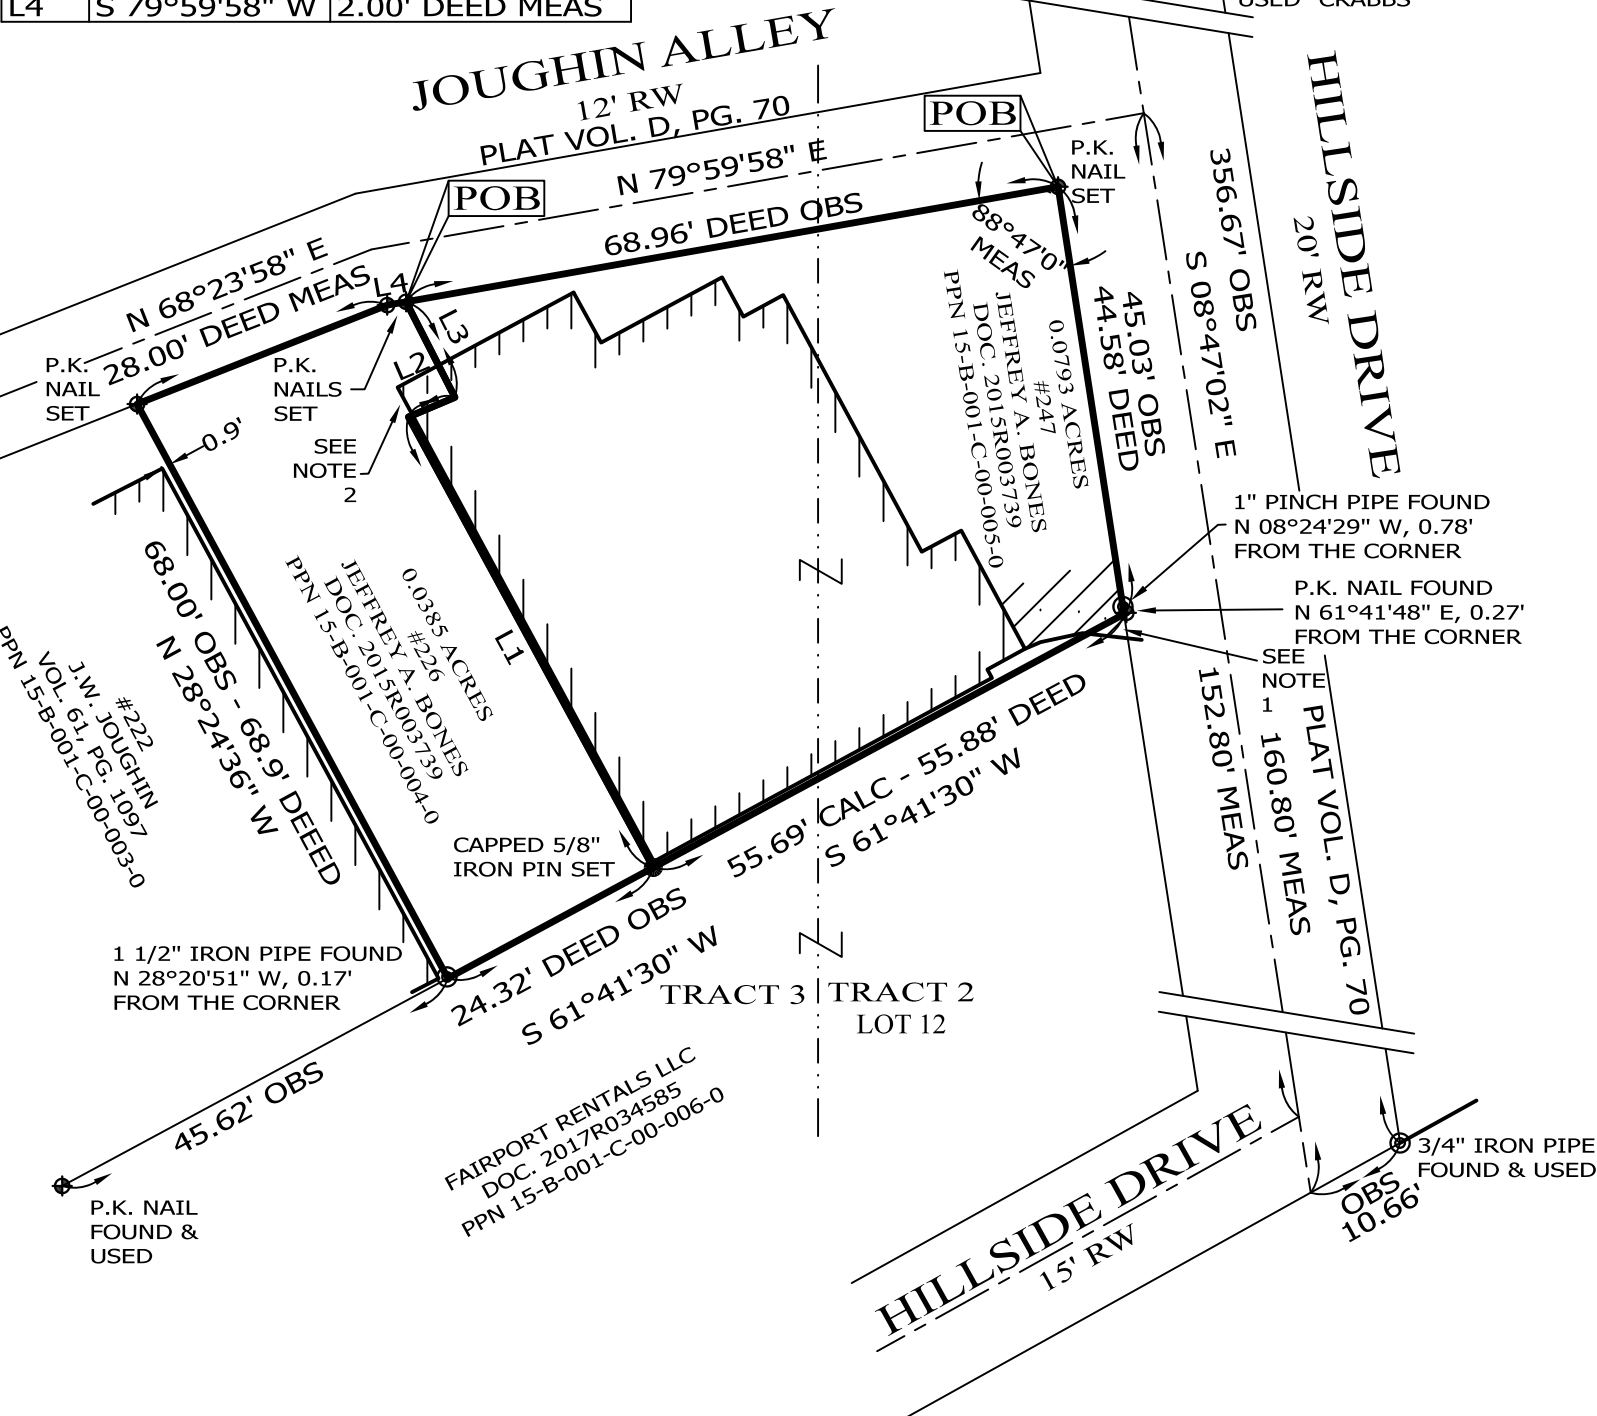 L4 S 79°59'58" W 2.00' DEED MEAS
JOUGHIN ALLEY
12' RW
PLAT VOL. D, PG. 70
N 79°59'58" E
68.96' DEED OBS
POB
POB
P.K.
NAIL
SET
88°47'0"
MEAS
N 68°23'58" E
28.00' DEED MEAS
L4
L3
L2
P.K.
NAIL
SET
P.K.
NAILS
SET
0.9'
SEE
NOTE
2
HILLSIDE DRIVE
20' RW
356.67' OBS
S 08°47'02" E
45.03' OBS
44.58' DEED
0.0793 ACRES
#247
JEFFREY A. BONES
DOC. 2015R003739
PPN 15-B-001-C-00-005-0
1" PINCH PIPE FOUND
N 08°24'29" W, 0.78'
FROM THE CORNER
P.K. NAIL FOUND
N 61°41'48" E, 0.27'
FROM THE CORNER
SEE
NOTE
1
152.80' MEAS
160.80' MEAS
PLAT VOL. D, PG. 70
68.00' OBS - 68.9' DEEED
N 28°24'36" W
0.0385 ACRES
#226
JEFFREY A. BONES
DOC. 2015R003739
PPN 15-B-001-C-00-004-0
L1
#222
J.W. JOUGHIN
VOL. 61, PG. 1097
PPN 15-B-001-C-00-003-0
CAPPED 5/8"
IRON PIN SET
55.69' CALC - 55.88' DEED
S 61°41'30" W
1 1/2" IRON PIPE FOUND
N 28°20'51" W, 0.17'
FROM THE CORNER
24.32' DEED OBS
S 61°41'30" W
TRACT 3
TRACT 2
LOT 12
45.62' OBS
FAIRPORT RENTALS LLC
DOC. 2017R034585
PPN 15-B-001-C-00-006-0
P.K. NAIL
FOUND &
USED
HILLSIDE DRIVE
15' RW
3/4" IRON PIPE
FOUND & USED
OBS
10.66'